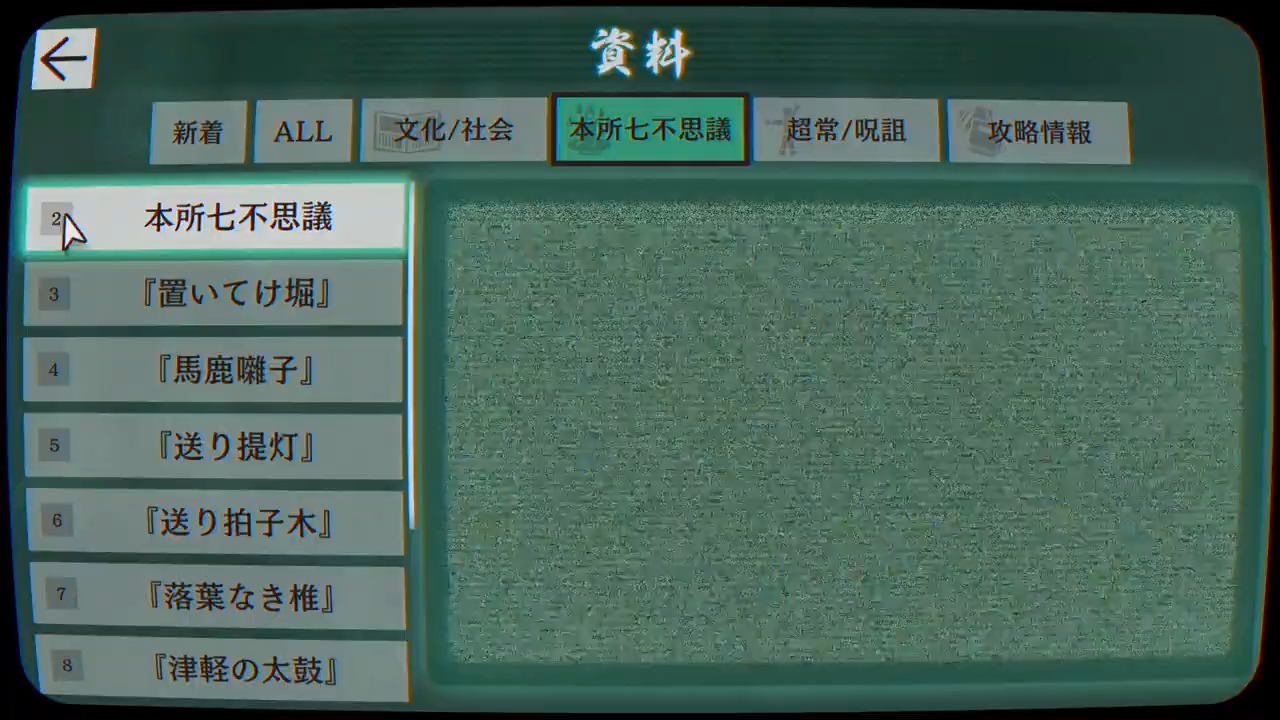 資料
新着 ALL 文化/社会 本所七不思議 超常/呪詛 攻略情報
2 本所七不思議
3 『置いてけ堀』
4 『馬鹿囃子』
5 『送り提灯』
6 『送り拍子木』
7 『落葉なき椎』
8 『津軽の太鼓』